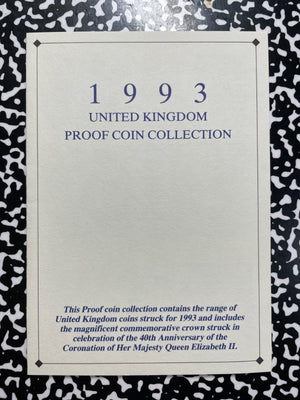 1 9 9 3
UNITED KINGDOM
PROOF COIN COLLECTION
This Proof coin collection contains the range of
United Kingdom coins struck for 1993 and includes
the magnificent commemorative crown struck in
celebration of the 40th Anniversary of the
Coronation of Her Majesty Queen Elizabeth II.